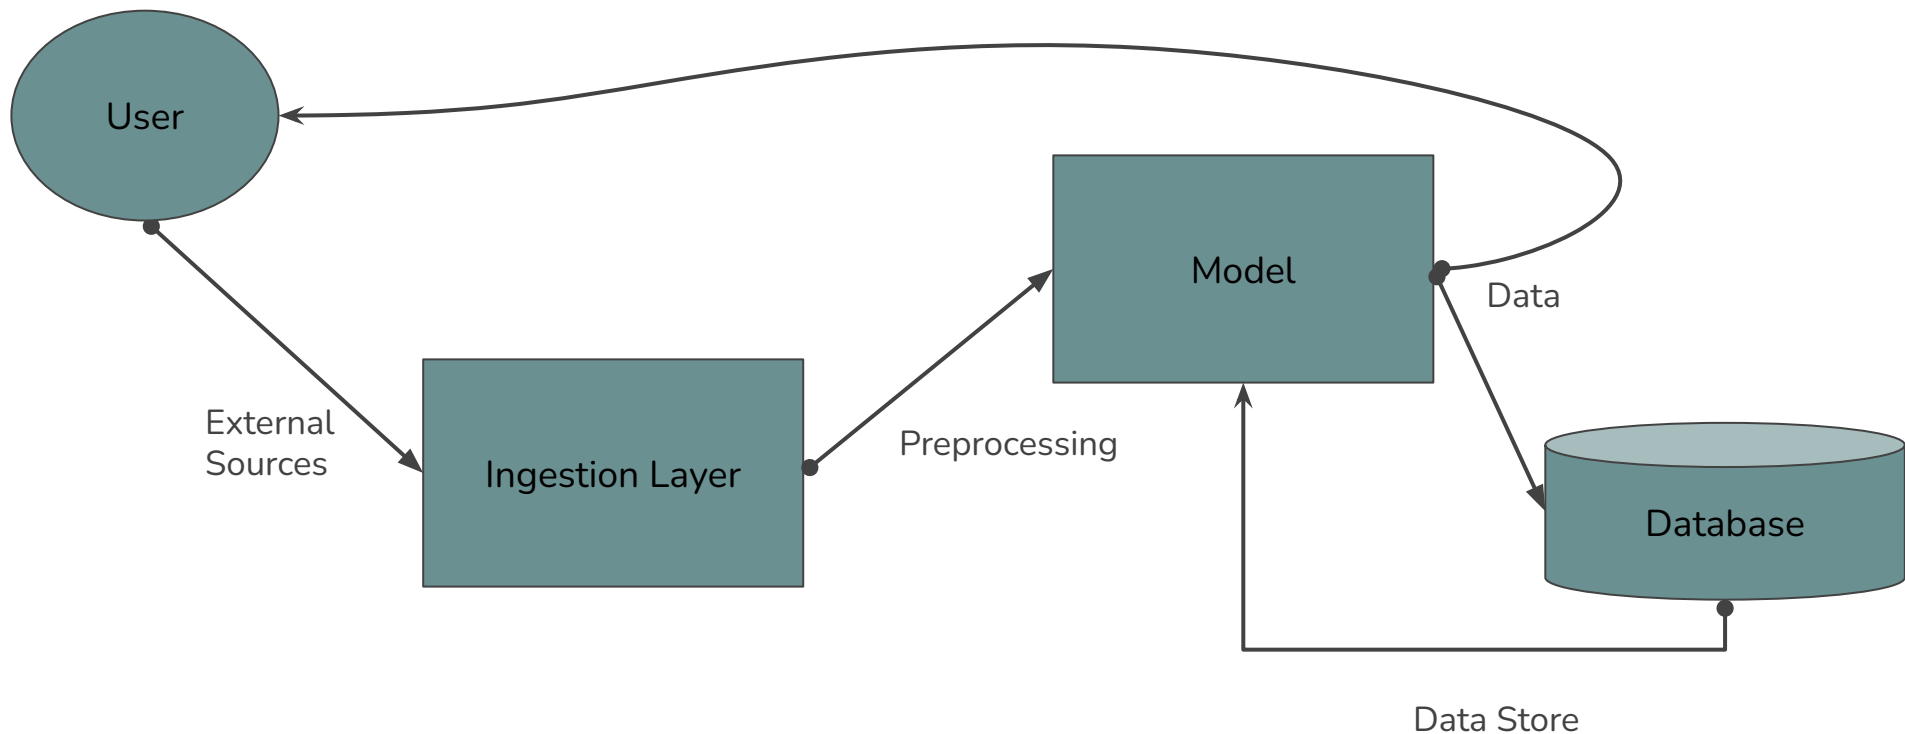 User
Model
Data
External
Sources
Ingestion Layer
Preprocessing
Database
Data Store